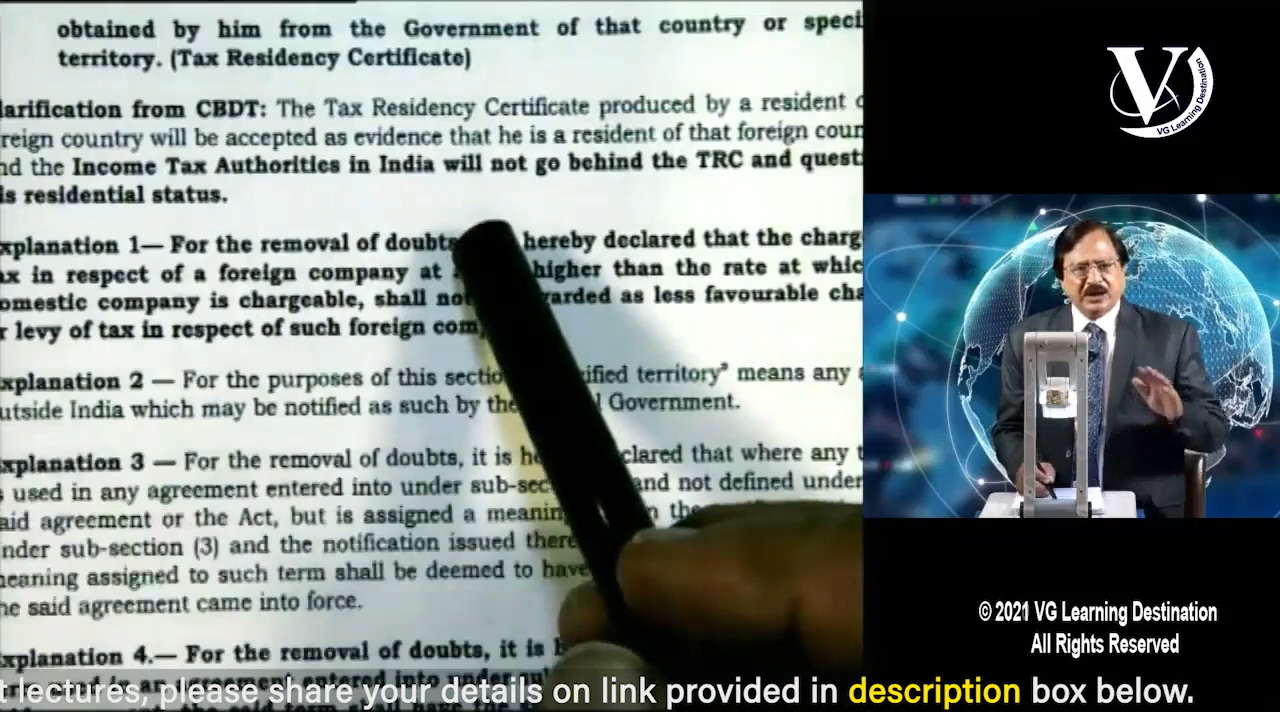 obtained by him from the Government of that country or speci
territory. (Tax Residency Certificate)
larification from CBDT: The Tax Residency Certificate produced by a resident
reign country will be accepted as evidence that he is a resident of that foreign coun
nd the Income Tax Authorities in India will not go behind the TRC and quest
is residential status.
xplanation 1— For the removal of doubts hereby declared that the charg
ax in respect of a foreign company at higher than the rate at whic
omestic company is chargeable, shall not arded as less favourable cha
r levy of tax in respect of such foreign com
xplanation 2 — For the purposes of this sectio ified territory" means any
utside India which may be notified as such by the Government.
xplanation 3 — For the removal of doubts, it is he clared that where any t
used in any agreement entered into under sub-sec and not defined under
aid agreement or the Act, but is assigned a meaning the
nder sub-section (3) and the notification issued there
neaning assigned to such term shall be deemed to have
he said agreement came into force.
xplanation 4.— For the removal of doubts, it is
t lectures, please share your details on link provided in description box below.
V
VG Learning Destination
© 2021 VG Learning Destination
All Rights Reserved